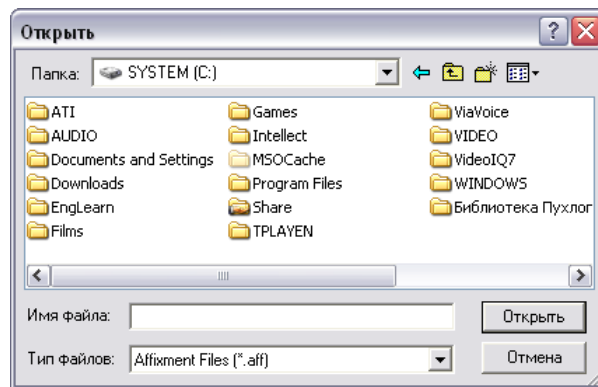 Открыть
Папка: SYSTEM (C:)
ATI Games ViaVoice
AUDIO Intellect VIDEO
Documents and Settings MSOCache VideoIQ7
Downloads Program Files WINDOWS
EngLearn Share Библиотека Пухлог
Films TPLAYEN
Имя файла: Открыть
Тип файлов: Affixment Files (*.aff) Отмена